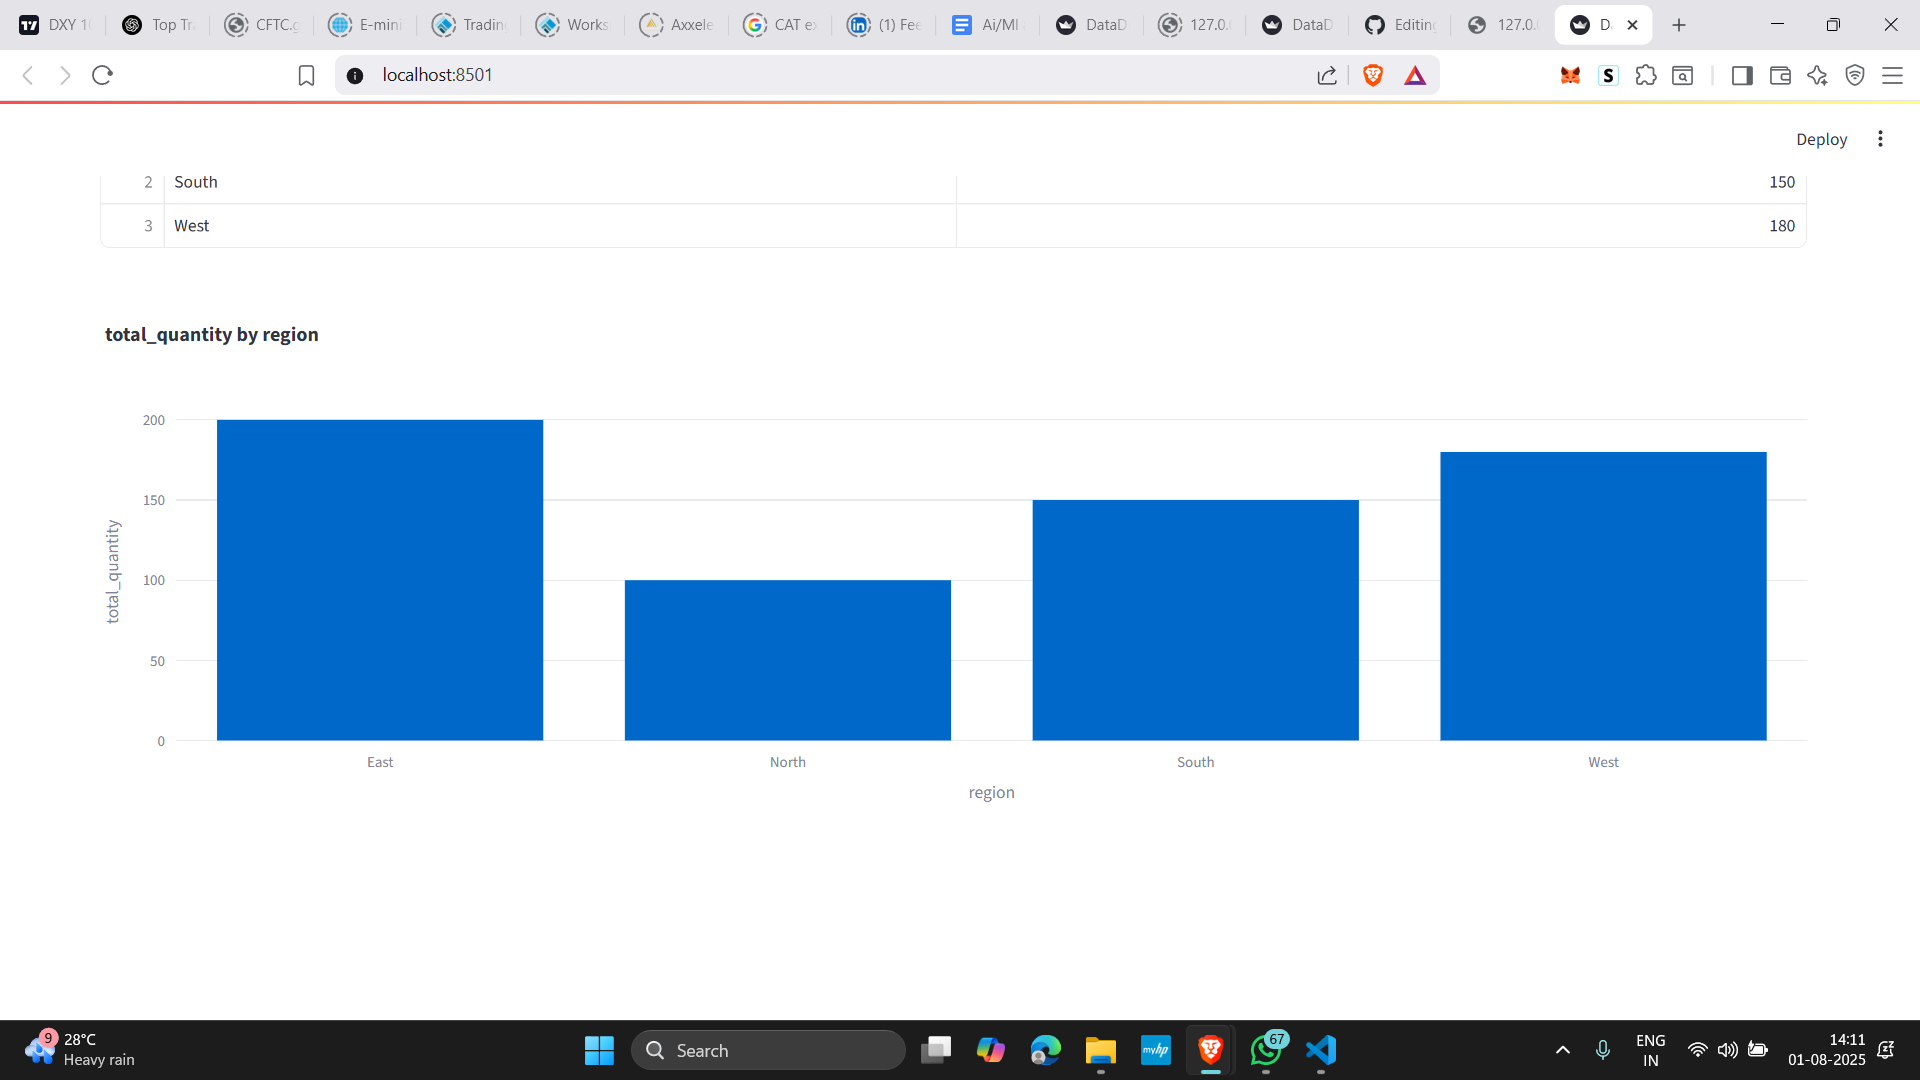 DXY 1
Top Tr
CFTC.g
E-mini
Tradin
Works
Axxele
CAT ex
(1) Fee
Ai/Ml
DataD
127.0.
DataD
Editing
127.0.
D
localhost:8501
Deploy
2 South 150
3 West 180
total_quantity by region
200
150
100
50
0
total_quantity
East North South West
region
9 28°C
Heavy rain
Search
myhp
67
ENG
IN
14:11
01-08-2025